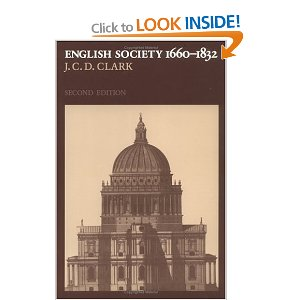 Click to LOOK INSIDE!
ENGLISH SOCIETY 1660–1832
J. C. D. CLARK
SECOND EDITION